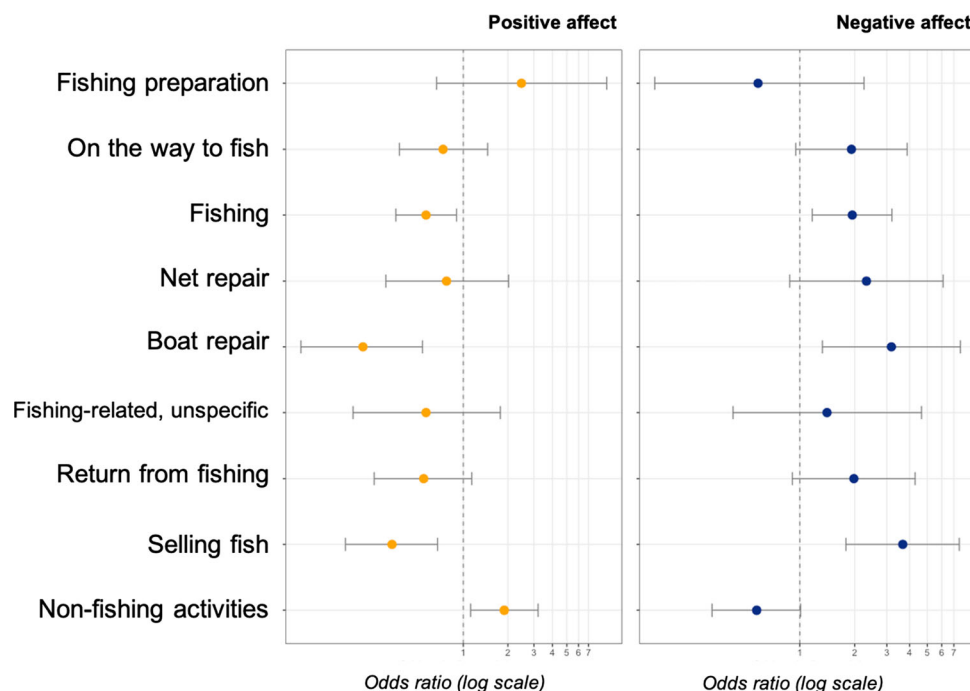 Positive affect
Negative affect
Fishing preparation
On the way to fish
Fishing
Net repair
Boat repair
Fishing-related, unspecific
Return from fishing
Selling fish
Non-fishing activities
1 2 3 4 5 6 7
1 2 3 4 5 6 7
Odds ratio (log scale)
Odds ratio (log scale)